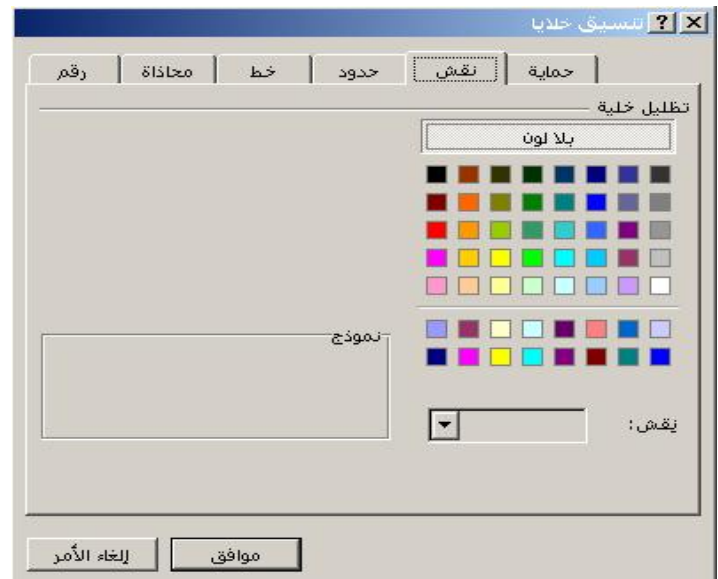 تنسيق خلايا
رقم محاذاة خط حدود نقش حماية
تظليل خلية
بلا لون
نموذج
نقش:
موافق إلغاء الأمر